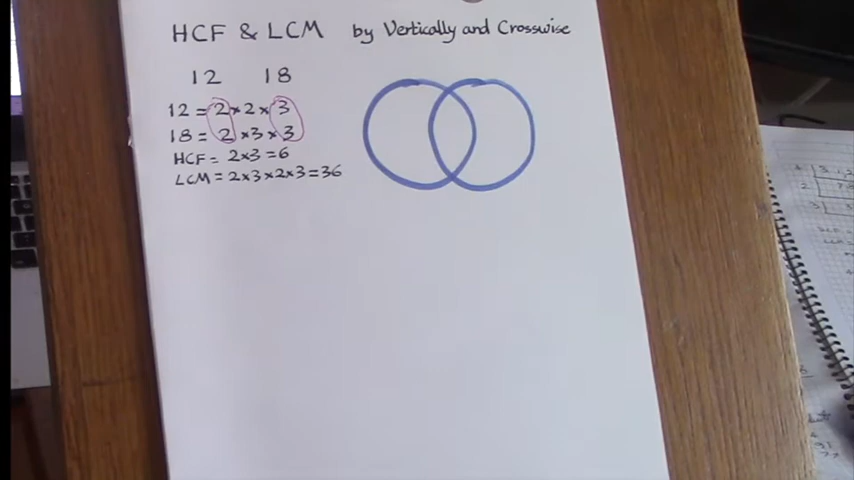 HCF & LCM by Vertically and Crosswise
12 18
12 = 2 × 2 × 3
18 = 2 × 3 × 3
HCF = 2×3 = 6
LCM = 2×3×2×3 = 36